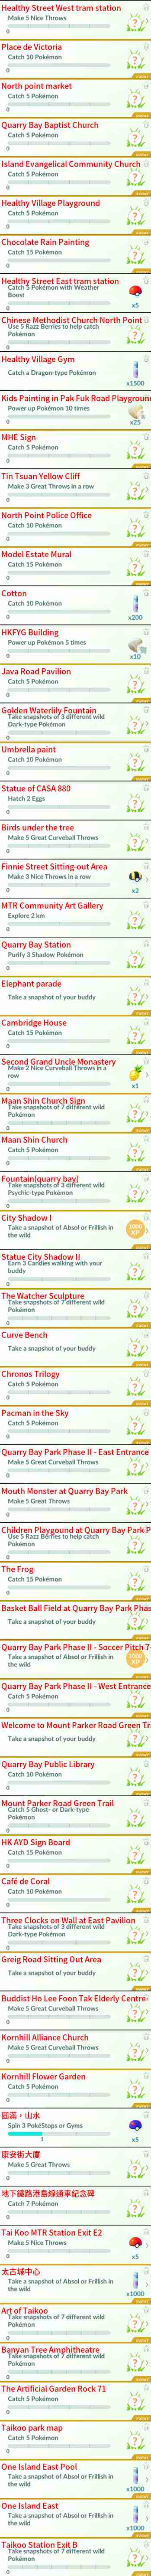 Healthy Street West tram station
Make 5 Nice Throws
0
Place de Victoria
Catch 10 Pokémon
0
North point market
Catch 5 Pokémon
0
Quarry Bay Baptist Church
Catch 5 Pokémon
0
Island Evangelical Community Church
Catch 5 Pokémon
0
Healthy Village Playground
Catch 5 Pokémon
0
Chocolate Rain Painting
Catch 15 Pokémon
0
Healthy Street East tram station
Catch 5 Pokémon with Weather
Boost
x5
0
Chinese Methodist Church North Point
Use 5 Razz Berries to help catch
Pokémon
0
Healthy Village Gym
Catch a Dragon-type Pokémon
x1500
Kids Painting in Pak Fuk Road Playground
Power up Pokémon 10 times
x25
0
MHE Sign
Catch 5 Pokémon
0
Tin Tsuan Yellow Cliff
Make 3 Great Throws in a row
0
North Point Police Office
Catch 10 Pokémon
0
Model Estate Mural
Catch 15 Pokémon
0
Cotton
Catch 10 Pokémon
x200
0
HKFYG Building
Power up Pokémon 5 times
x10
0
Java Road Pavilion
Catch 5 Pokémon
0
Golden Waterlily Fountain
Take snapshots of 3 different wild
Dark-type Pokémon
0
Umbrella paint
Catch 10 Pokémon
0
Statue of CASA 880
Hatch 2 Eggs
0
Birds under the tree
Make 5 Great Curveball Throws
0
Finnie Street Sitting-out Area
Make 3 Nice Throws in a row
x2
0
MTR Community Art Gallery
Explore 2 km
0
Quarry Bay Station
Purify 3 Shadow Pokémon
0
Elephant parade
Take a snapshot of your buddy
Cambridge House
Catch 15 Pokémon
0
Second Grand Uncle Monastery
Make 2 Nice Curveball Throws in a
row
x1
0
Maan Shin Church Sign
Take snapshots of 7 different wild
Pokémon
0
Maan Shin Church
Catch 5 Pokémon
0
Fountain(quarry bay)
Take snapshots of 3 different wild
Psychic-type Pokémon
0
City Shadow I
Take a snapshot of Absol or Frillish in
the wild
1000
XP
Statue City Shadow II
Earn 3 Candies walking with your
buddy
0
The Watcher Sculpture
Take snapshots of 7 different wild
Pokémon
0
Curve Bench
Take a snapshot of your buddy
Chronos Trilogy
Catch 5 Pokémon
0
Pacman in the Sky
Catch 5 Pokémon
0
Quarry Bay Park Phase II - East Entrance
Make 5 Great Curveball Throws
0
Mouth Monster at Quarry Bay Park
Make 5 Great Throws
0
Children Playgound at Quarry Bay Park P
Use 5 Razz Berries to help catch
Pokémon
0
The Frog
Catch 15 Pokémon
0
Basket Ball Field at Quarry Bay Park Phas
Take a snapshot of your buddy
Quarry Bay Park Phase II - Soccer Pitch 7-
Take a snapshot of Absol or Frillish in
the wild
1000
XP
Quarry Bay Park Phase II - West Entrance
Catch 5 Pokémon
0
Welcome to Mount Parker Road Green Tr
Take a snapshot of your buddy
Quarry Bay Public Library
Catch 10 Pokémon
0
Mount Parker Road Green Trail
Catch 5 Ghost- or Dark-type
Pokémon
0
HK AYD Sign Board
Catch 15 Pokémon
0
Café de Coral
Catch 10 Pokémon
0
Three Clocks on Wall at East Pavilion
Take snapshots of 3 different wild
Dark-type Pokémon
0
Greig Road Sitting Out Area
Take a snapshot of your buddy
Buddist Ho Lee Foon Tak Elderly Centre
Make 5 Great Curveball Throws
0
Kornhill Alliance Church
Make 5 Great Curveball Throws
0
Kornhill Flower Garden
Catch 5 Pokémon
0
圓滿，山水
Spin 3 PokéStops or Gyms
1
x5
康安街大廈
Make 5 Great Throws
0
地下鐵路港島線通車紀念碑
Catch 7 Pokémon
0
Tai Koo MTR Station Exit E2
Make 5 Nice Throws
x5
0
太古城中心
Take a snapshot of Absol or Frillish in
the wild
x1000
Art of Taikoo
Take snapshots of 7 different wild
Pokémon
0
Banyan Tree Amphitheatre
Take snapshots of 7 different wild
Pokémon
0
The Artificial Garden Rock 71
Catch 5 Pokémon
0
Taikoo park map
Catch 5 Pokémon
0
One Island East Pool
Take a snapshot of Absol or Frillish in
the wild
x1000
One Island East
Take a snapshot of Absol or Frillish in
the wild
x1000
Taikoo Station Exit B
Take snapshots of 7 different wild
Pokémon
0